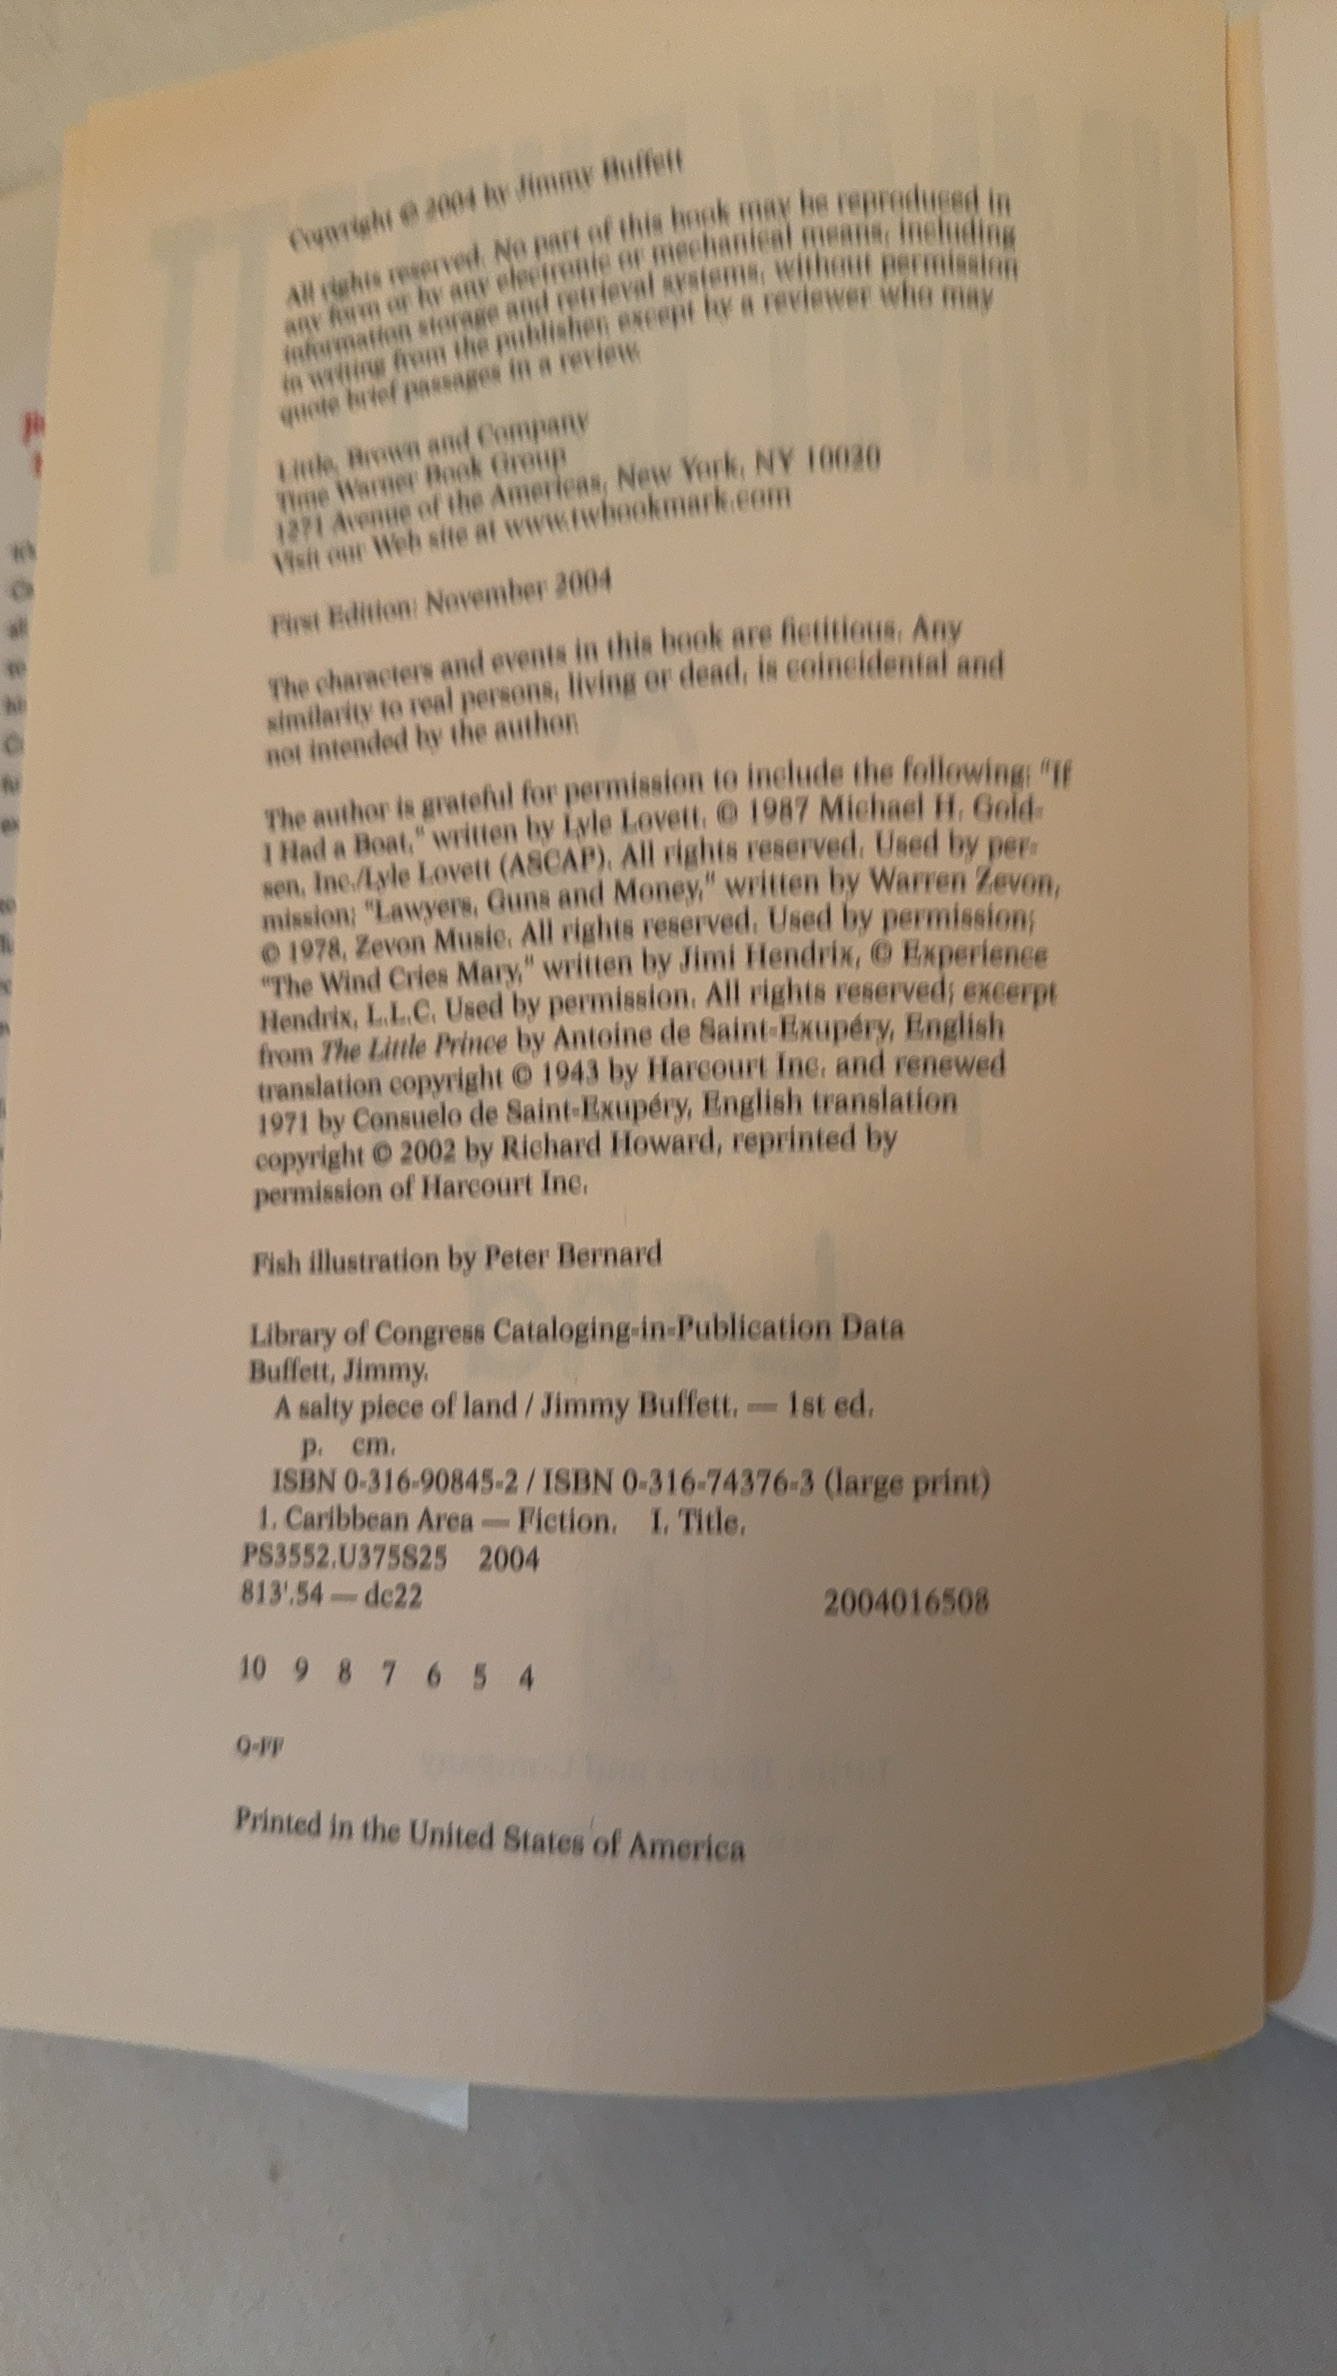 Copyright © 2004 by Jimmy Buffett
All rights reserved. No part of this book may be reproduced in
any form or by any electronic or mechanical means, including
information storage and retrieval systems, without permission
in writing from the publisher, except by a reviewer who may
quote brief passages in a review.
Little, Brown and Company
Time Warner Book Group
1271 Avenue of the Americas, New York, NY 10020
Visit our Web site at www.twbookmark.com
First Edition: November 2004
The characters and events in this book are fictitious. Any
similarity to real persons, living or dead, is coincidental and
not intended by the author.
The author is grateful for permission to include the following: "If
I Had a Boat," written by Lyle Lovett, © 1987 Michael H. Gold-
sen, Inc./Lyle Lovett (ASCAP). All rights reserved. Used by per-
mission; "Lawyers, Guns and Money," written by Warren Zevon,
© 1978, Zevon Music. All rights reserved. Used by permission;
"The Wind Cries Mary," written by Jimi Hendrix, © Experience
Hendrix, L.L.C. Used by permission. All rights reserved; excerpt
from The Little Prince by Antoine de Saint-Exupéry, English
translation copyright © 1943 by Harcourt Inc. and renewed
1971 by Consuelo de Saint-Exupéry, English translation
copyright © 2002 by Richard Howard, reprinted by
permission of Harcourt Inc.
Fish illustration by Peter Bernard
Library of Congress Cataloging-in-Publication Data
Buffett, Jimmy.
A salty piece of land / Jimmy Buffett. — 1st ed.
p. cm.
ISBN 0-316-90845-2 / ISBN 0-316-74376-3 (large print)
1. Caribbean Area — Fiction. I. Title.
PS3552.U375S25 2004
813'.54 — dc22 2004016508
10 9 8 7 6 5 4
Q-FF
Printed in the United States of America